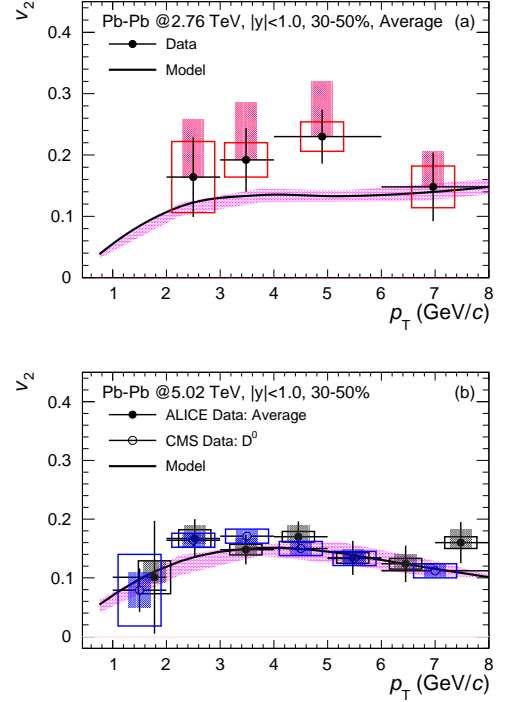 Pb-Pb @2.76 TeV, |y|<1.0, 30-50%, Average (a)
Data
Model
v₂
0.4
0.3
0.2
0.1
0
1 2 3 4 5 6 7 8
p_T (GeV/c)
Pb-Pb @5.02 TeV, |y|<1.0, 30-50% (b)
ALICE Data: Average
CMS Data: D⁰
Model
v₂
0.4
0.3
0.2
0.1
0
1 2 3 4 5 6 7 8
p_T (GeV/c)